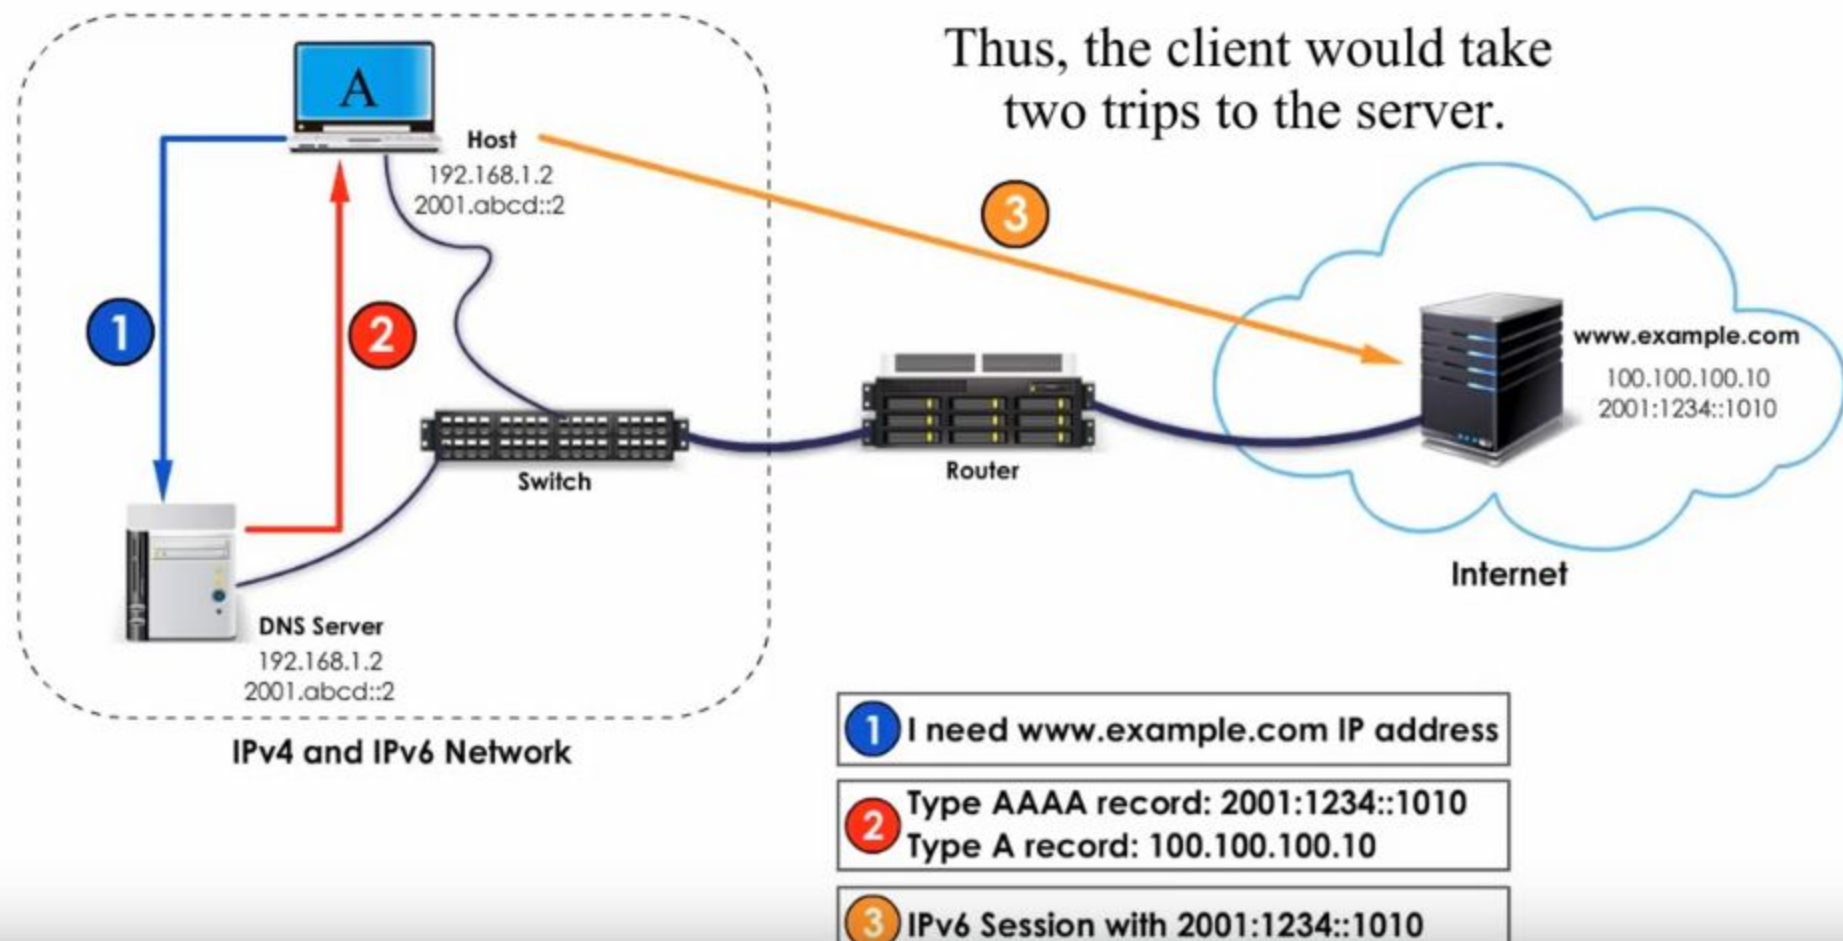 Thus, the client would take
two trips to the server.
A
Host
192.168.1.2
2001.abcd::2
3
1
2
www.example.com
100.100.100.10
2001:1234::1010
Switch
Router
Internet
DNS Server
192.168.1.2
2001.abcd::2
IPv4 and IPv6 Network
1 I need www.example.com IP address
2 Type AAAA record: 2001:1234::1010
Type A record: 100.100.100.10
3 IPv6 Session with 2001:1234::1010